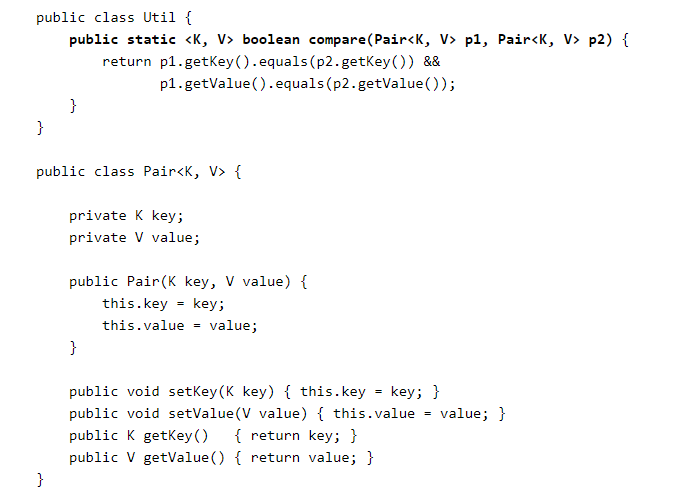 public class Util {
    public static <K, V> boolean compare(Pair<K, V> p1, Pair<K, V> p2) {
        return p1.getKey().equals(p2.getKey()) &&
               p1.getValue().equals(p2.getValue());
    }
}

public class Pair<K, V> {

    private K key;
    private V value;

    public Pair(K key, V value) {
        this.key = key;
        this.value = value;
    }

    public void setKey(K key) { this.key = key; }
    public void setValue(V value) { this.value = value; }
    public K getKey()   { return key; }
    public V getValue() { return value; }
}